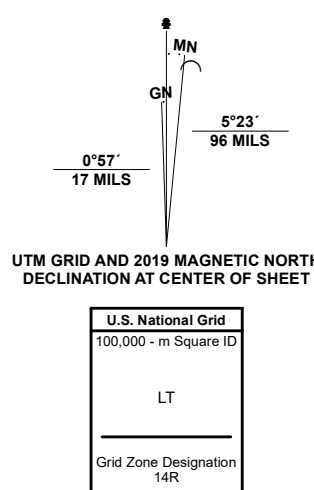 MN
GN
5°23´
96 MILS
0°57´
17 MILS
UTM GRID AND 2019 MAGNETIC NORTH
DECLINATION AT CENTER OF SHEET
U.S. National Grid
100,000 - m Square ID
LT
Grid Zone Designation
14R